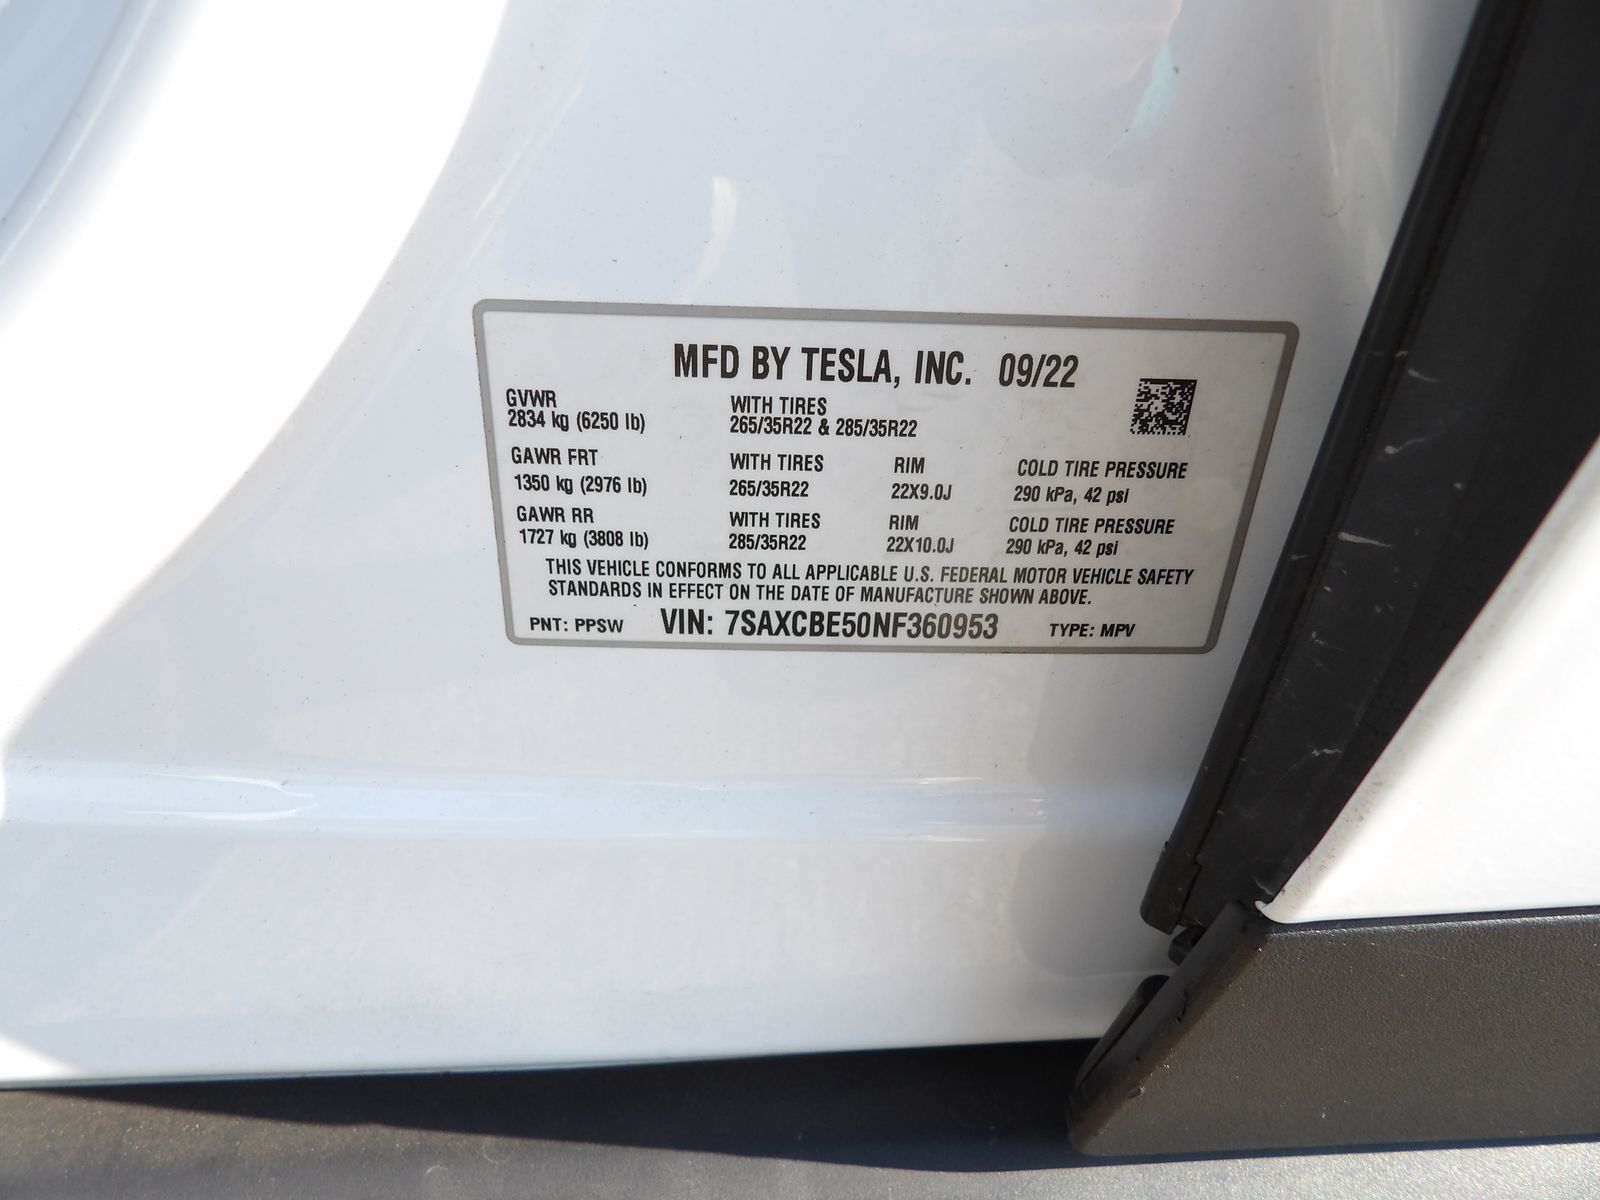 MFD BY TESLA, INC. 09/22
GVWR WITH TIRES
2834 kg (6250 lb) 265/35R22 & 285/35R22
GAWR FRT WITH TIRES RIM COLD TIRE PRESSURE
1350 kg (2976 lb) 265/35R22 22X9.0J 290 kPa, 42 psi
GAWR RR WITH TIRES RIM COLD TIRE PRESSURE
1727 kg (3808 lb) 285/35R22 22X10.0J 290 kPa, 42 psi
THIS VEHICLE CONFORMS TO ALL APPLICABLE U.S. FEDERAL MOTOR VEHICLE SAFETY
STANDARDS IN EFFECT ON THE DATE OF MANUFACTURE SHOWN ABOVE.
PNT: PPSW VIN: 7SAXCBE50NF360953 TYPE: MPV